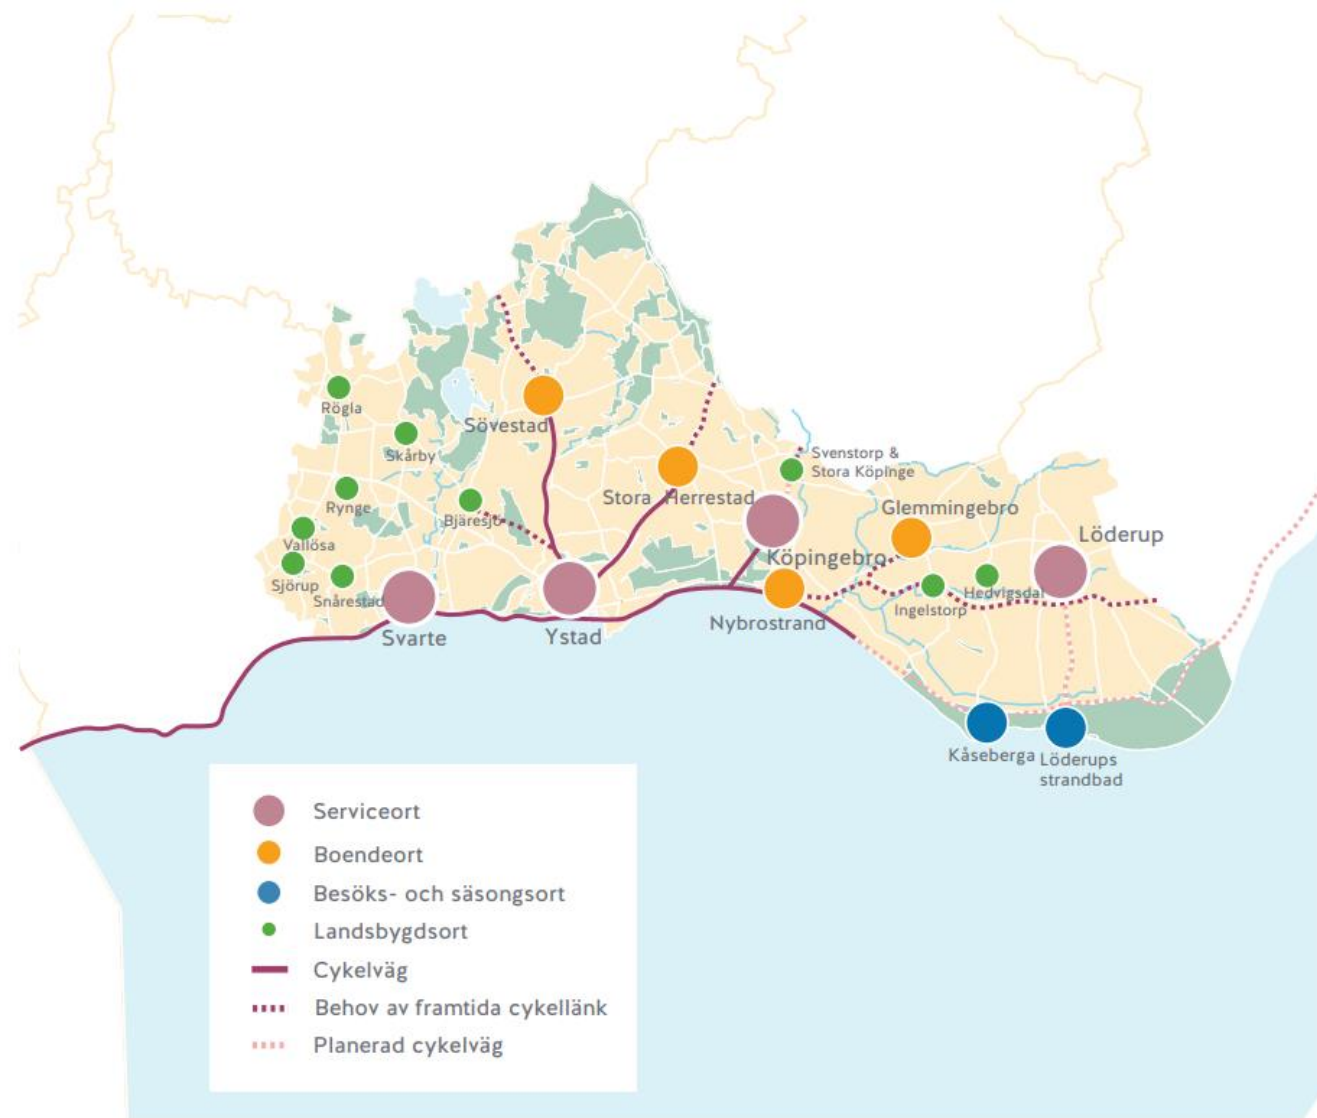 Rögla
Skårby
Sövestad
Svenstorp &
Stora Köpinge
Rynge
Stora Herrestad
Bjäresjö
Glemmingebro
Vallösa
Löderup
Köpingebro
Sjörup
Snårestad
Hedvigsdal
Ingelstorp
Svarte
Ystad
Nybrostrand
Kåseberga
Löderups
strandbad
Serviceort
Boendeort
Besöks- och säsongsort
Landsbygdsort
Cykelväg
Behov av framtida cykellänk
Planerad cykelväg